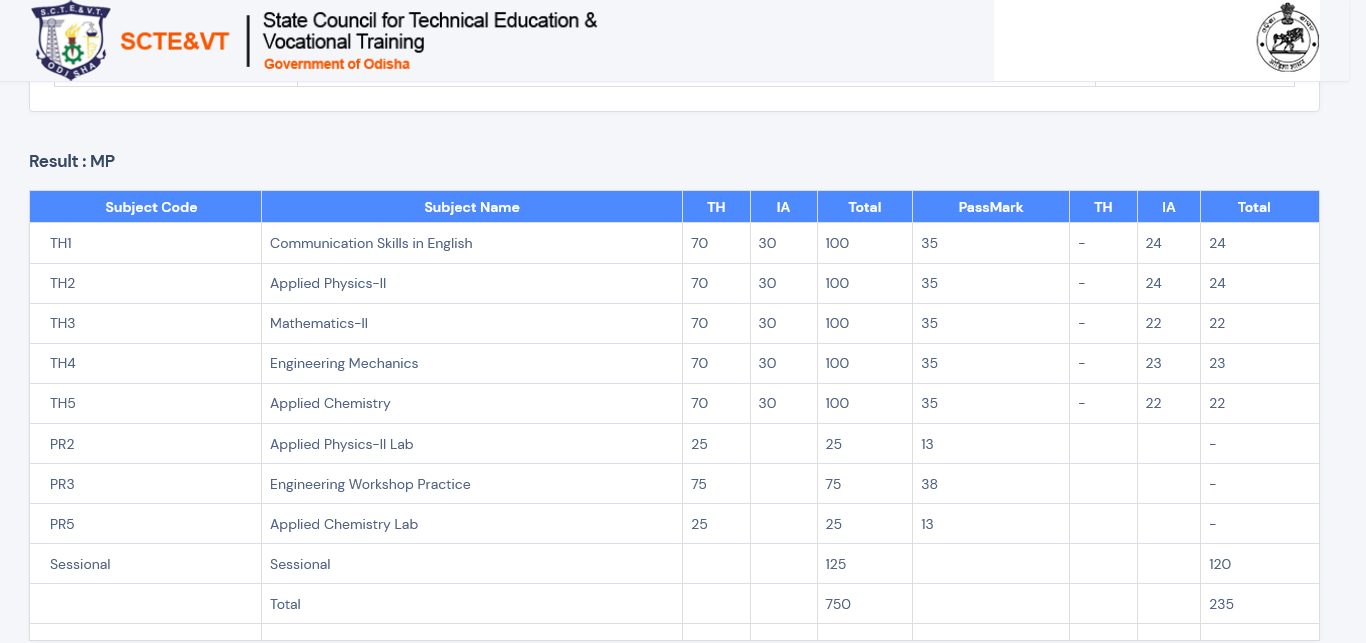 S.C.T.E.&V.T.
ODISHA
SCTE&VT
State Council for Technical Education &
Vocational Training
Government of Odisha
Result : MP
Subject Code Subject Name TH IA Total PassMark TH IA Total
TH1 Communication Skills in English 70 30 100 35 - 24 24
TH2 Applied Physics-II 70 30 100 35 - 24 24
TH3 Mathematics-II 70 30 100 35 - 22 22
TH4 Engineering Mechanics 70 30 100 35 - 23 23
TH5 Applied Chemistry 70 30 100 35 - 22 22
PR2 Applied Physics-II Lab 25 25 13 -
PR3 Engineering Workshop Practice 75 75 38 -
PR5 Applied Chemistry Lab 25 25 13 -
Sessional Sessional 125 120
Total 750 235